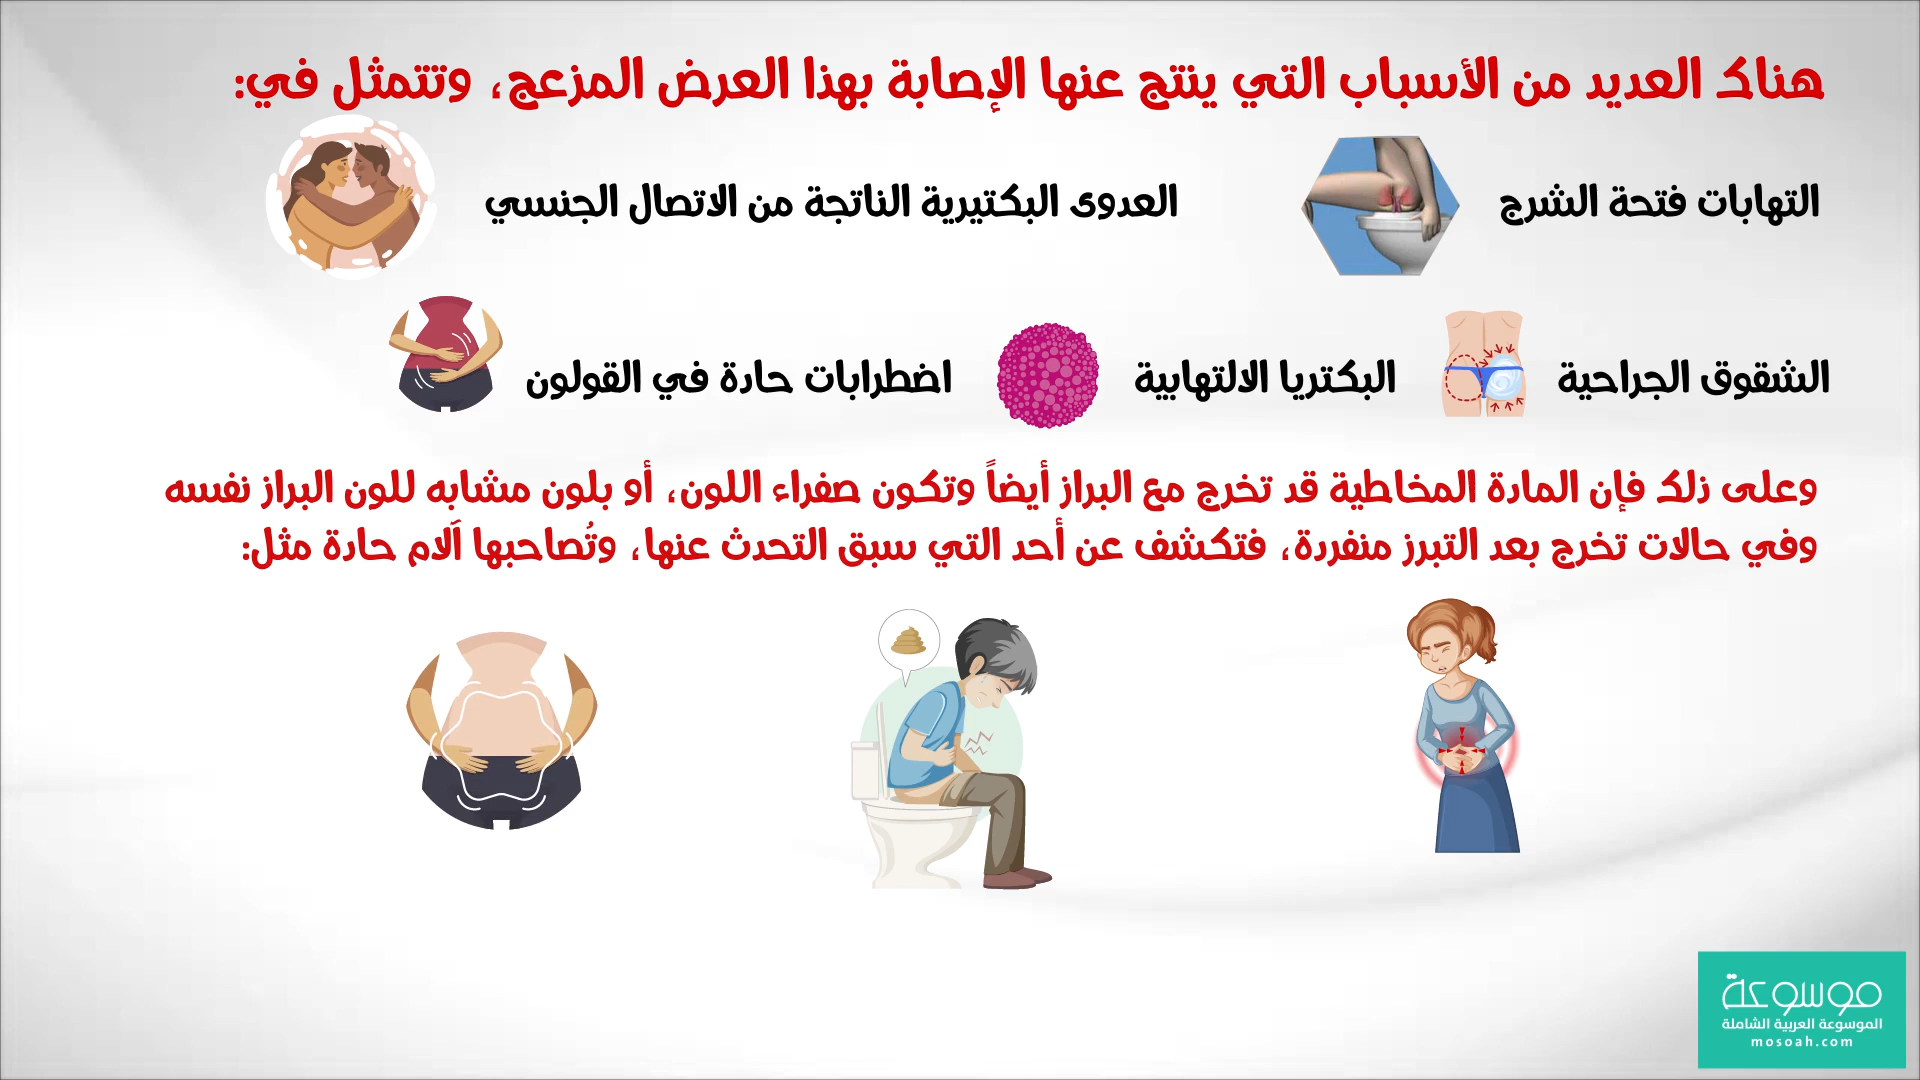 هناك العديد من الأسباب التي ينتج عنها الإصابة بهذا العرض المزعج، وتتمثل في:
التهابات فتحة الشرج
العدوى البكتيرية الناتجة من الاتصال الجنسي
الشقوق الجراحية
البكتريا الالتهابية
اضطرابات حادة في القولون
وعلى ذلك فإن المادة المخاطية قد تخرج مع البراز أيضاً وتكون صفراء اللون، أو بلون مشابه للون البراز نفسه
وفي حالات تخرج بعد التبرز منفردة، فتكشف عن أحد التي سبق التحدث عنها، وتُصاحبها آلام حادة مثل:
موسوعة
الموسوعة العربية الشاملة
mosoah.com